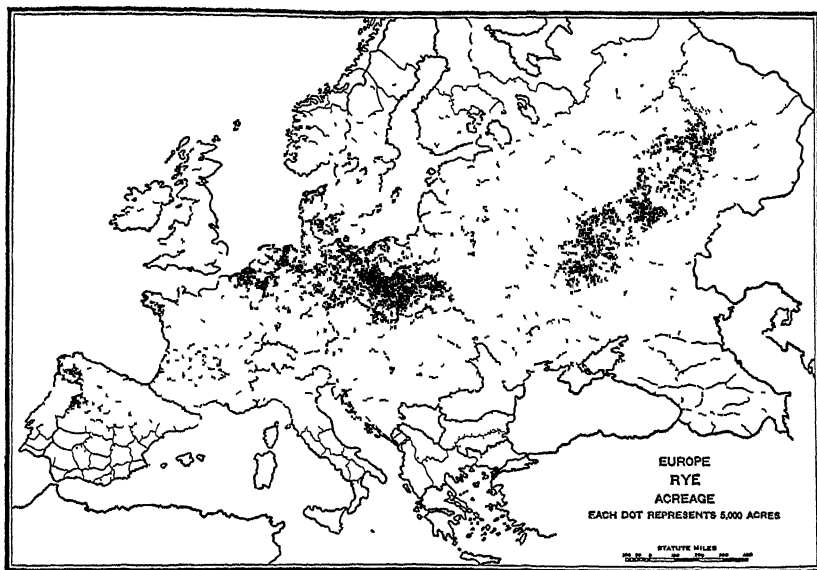 EUROPE
RYE
ACREAGE
EACH DOT REPRESENTS 5,000 ACRES
STATUTE MILES